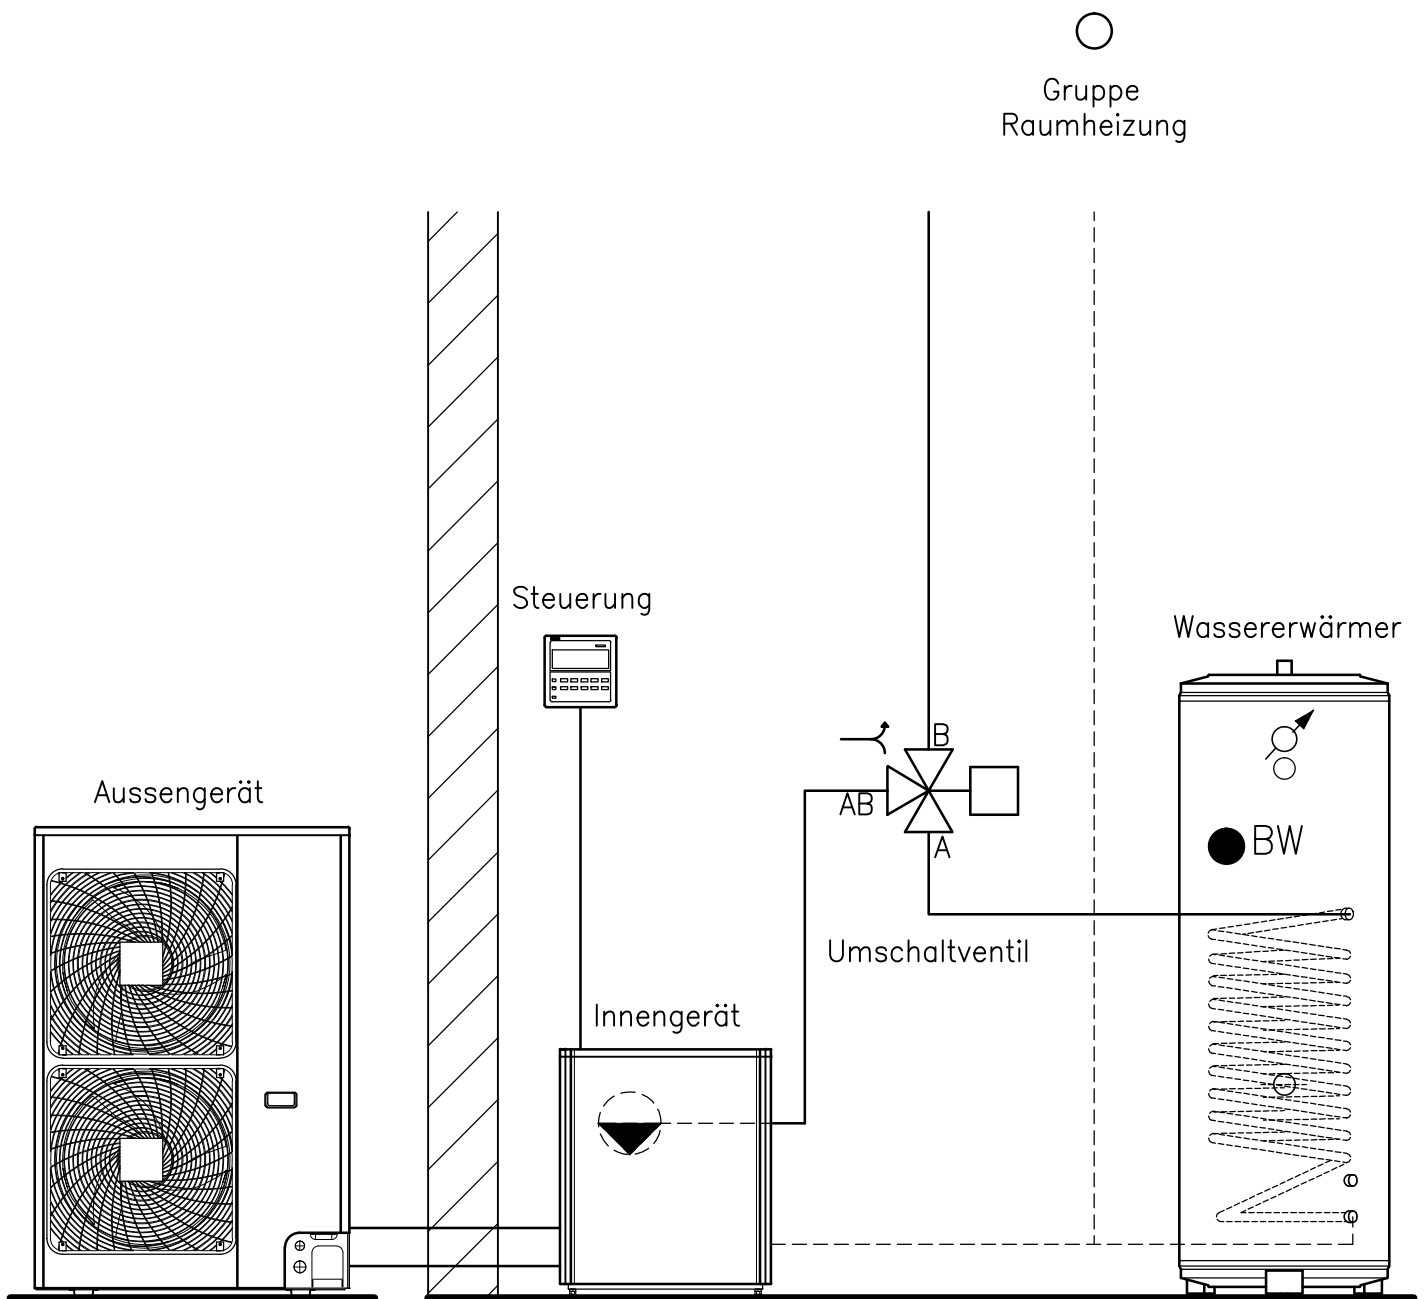 Gruppe
Raumheizung
Steuerung
Wassererwärmer
B
Aussengerät
AB
BW
A
Umschaltventil
Innengerät